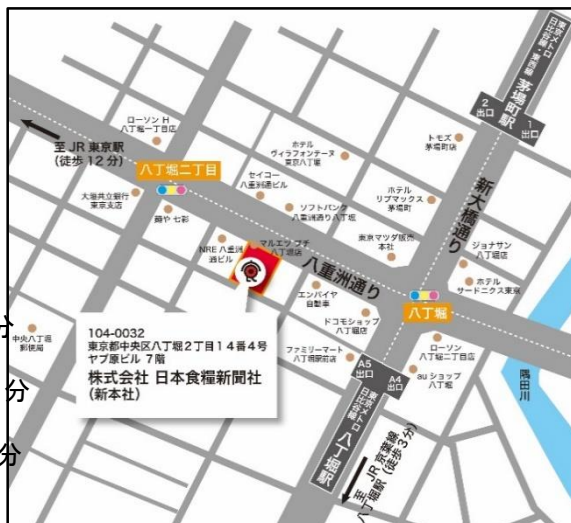 東京メトロ
日比谷線・東西線
茅場町駅
2
出口
1
出口
ローソン H
八丁堀一丁目店
至 JR 東京駅
(徒歩 12 分)
八丁堀二丁目
ホテル
ヴィラフォンテーヌ
東京八丁堀
トモズ
茅場町店
セイコー
八重洲通ビル
大垣共立銀行
東京支店
麺や 七彩
ソフトバンク
八重洲通り八丁堀
ホテル
リブマックス
茅場町
新大橋通り
NRE 八重洲
通ビル
マルエツ プチ
八丁堀店
東京マツダ販売
本社
ジョナサン
八丁堀店
八重洲通り
エンパイヤ
自動車
ホテル
サードニクス東京
ドコモショップ
八丁堀店
八丁堀
分
分
分
中央八丁堀
郵便局
104-0032
東京都中央区八丁堀2丁目14番4号
ヤブ原ビル 7階
株式会社 日本食糧新聞社
(新本社)
ファミリーマート
八丁堀駅前店
ローソン
八丁堀二丁目店
au ショップ
八丁堀
A5
出口
A4
出口
隅田川
東京メトロ
日比谷線
八丁堀駅
至 JR 京葉線
八丁堀駅 (徒歩 3 分)